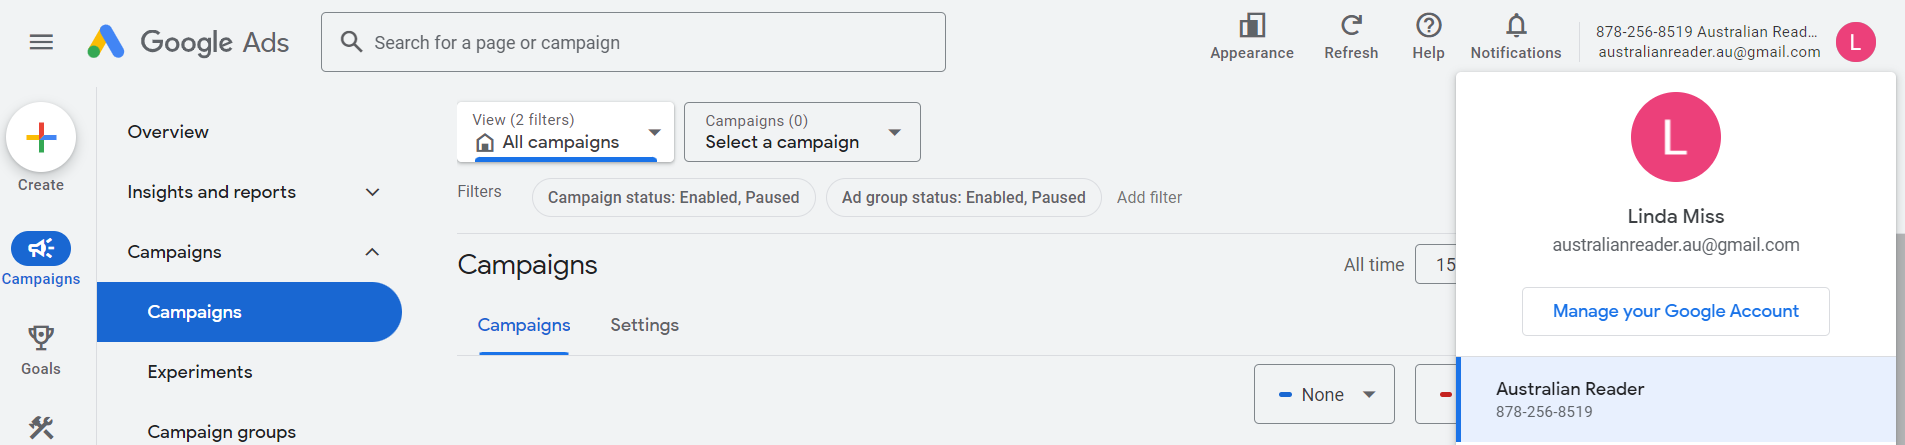 Google Ads
Search for a page or campaign
Appearance
Refresh
Help
Notifications
878-256-8519 Australian Read...
australianreader.au@gmail.com
L
Create
Campaigns
Goals
Overview
Insights and reports
Campaigns
Campaigns
Experiments
Campaign groups
View (2 filters)
All campaigns
Campaigns (0)
Select a campaign
Filters
Campaign status: Enabled, Paused
Ad group status: Enabled, Paused
Add filter
Campaigns
All time
15
Campaigns
Settings
None
L
Linda Miss
australianreader.au@gmail.com
Manage your Google Account
Australian Reader
878-256-8519